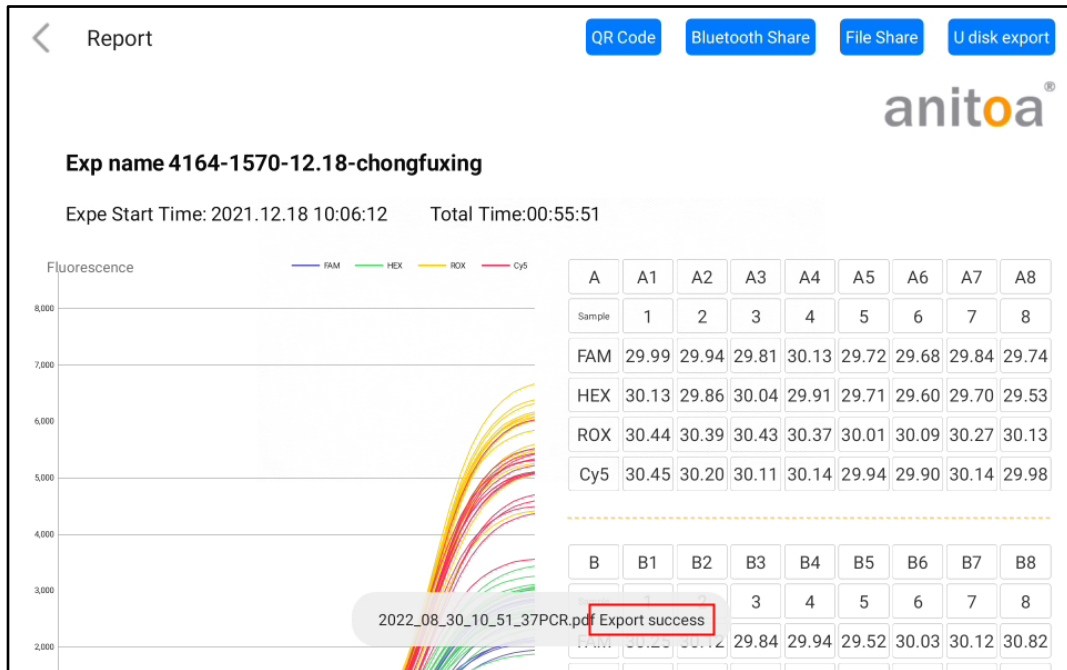 Report
QR Code
Bluetooth Share
File Share
U disk export
anitoa®
Exp name 4164-1570-12.18-chongfuxing
Expe Start Time: 2021.12.18 10:06:12 Total Time:00:55:51
Fluorescence
FAM HEX ROX Cy5
8,000
7,000
6,000
5,000
4,000
3,000
2,000
A A1 A2 A3 A4 A5 A6 A7 A8
Sample 1 2 3 4 5 6 7 8
FAM 29.99 29.94 29.81 30.13 29.72 29.68 29.84 29.74
HEX 30.13 29.86 30.04 29.91 29.71 29.60 29.70 29.53
ROX 30.44 30.39 30.43 30.37 30.01 30.09 30.27 30.13
Cy5 30.45 30.20 30.11 30.14 29.94 29.90 30.14 29.98
B B1 B2 B3 B4 B5 B6 B7 B8
3 4 5 6 7 8
29.84 29.94 29.52 30.03 30.12 30.82
2022_08_30_10_51_37PCR.pdf Export success